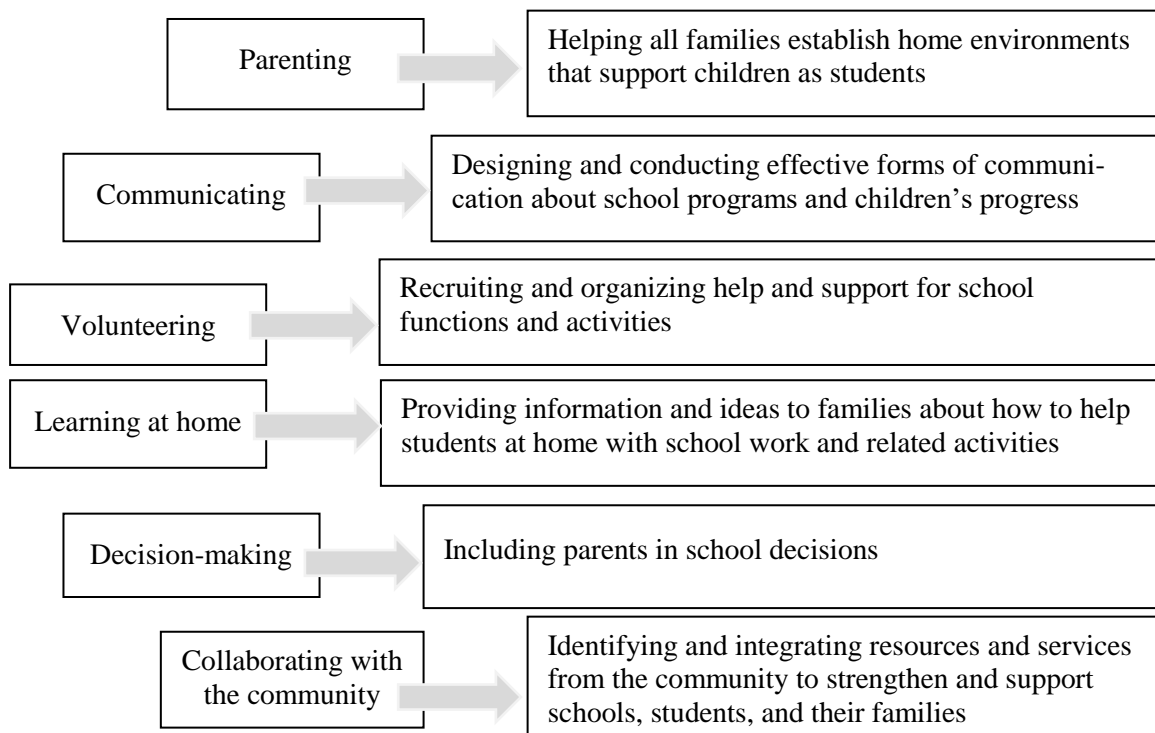 Parenting
Helping all families establish home environments
that support children as students
Communicating
Designing and conducting effective forms of communi-
cation about school programs and children’s progress
Volunteering
Recruiting and organizing help and support for school
functions and activities
Learning at home
Providing information and ideas to families about how to help
students at home with school work and related activities
Decision-making
Including parents in school decisions
Collaborating with
the community
Identifying and integrating resources and services
from the community to strengthen and support
schools, students, and their families